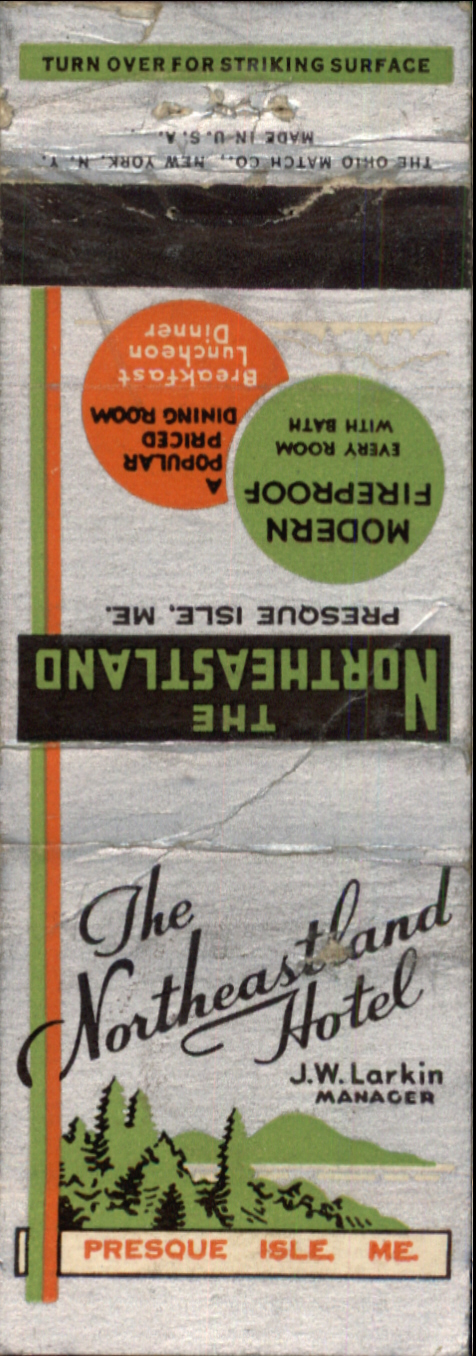 TURN OVER FOR STRIKING SURFACE
THE OHIO MATCH CO., NEW YORK, N. Y.
MADE IN U.S.A.
THE
NORTHEASTLAND
PRESQUE ISLE, ME.
MODERN
FIREPROOF
EVERY ROOM
WITH BATH
A
POPULAR
PRICED
DINING ROOM
Breakfast
Luncheon
Dinner
The
Northeastland
Hotel
J.W. Larkin
MANAGER
PRESQUE ISLE, ME.